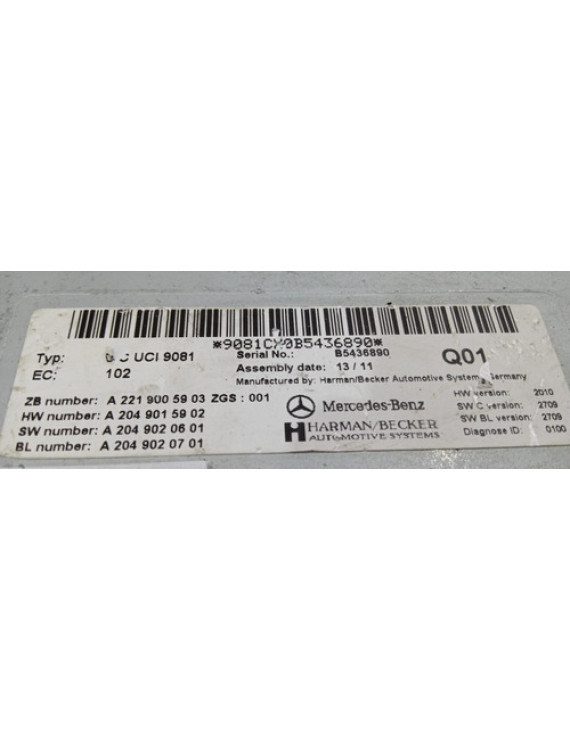 *9081CX0B5436890*
Typ: UCI 9081
Serial No.: B5436890
Q01
EC: 102
Assembly date: 13 / 11
Manufactured by: Harman/Becker Automotive Systems, Germany
ZB number: A 221 900 59 03 ZGS: 001
HW number: A 204 901 59 02
SW number: A 204 902 06 01
BL number: A 204 902 07 01
Mercedes-Benz
HARMAN/BECKER
AUTOMOTIVE SYSTEMS
HW version: 2010
SW C version: 2709
SW BL version: 2709
Diagnose ID: 0100